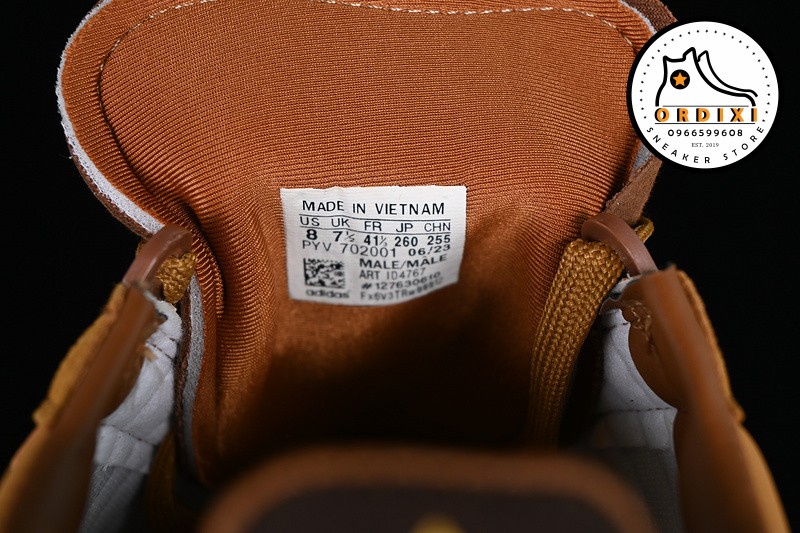 MADE IN VIETNAM
US UK FR JP CHN
8 7½ 41⅓ 260 255
PYV 702001 06/23
MALE/MALE
ART ID4767
#127630610
adidas
ORDIXI
0966599608
EST. 2019
SNEAKER STORE